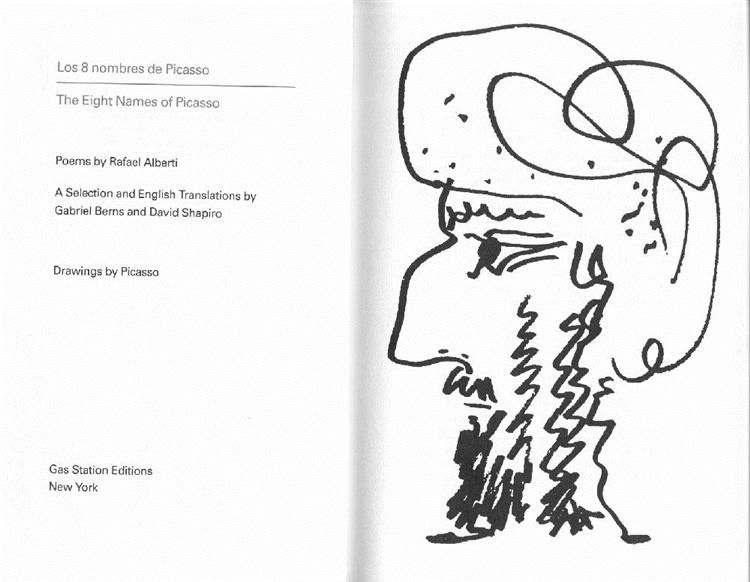 Los 8 nombres de Picasso
The Eight Names of Picasso
Poems by Rafael Alberti
A Selection and English Translations by
Gabriel Berns and David Shapiro
Drawings by Picasso
Gas Station Editions
New York